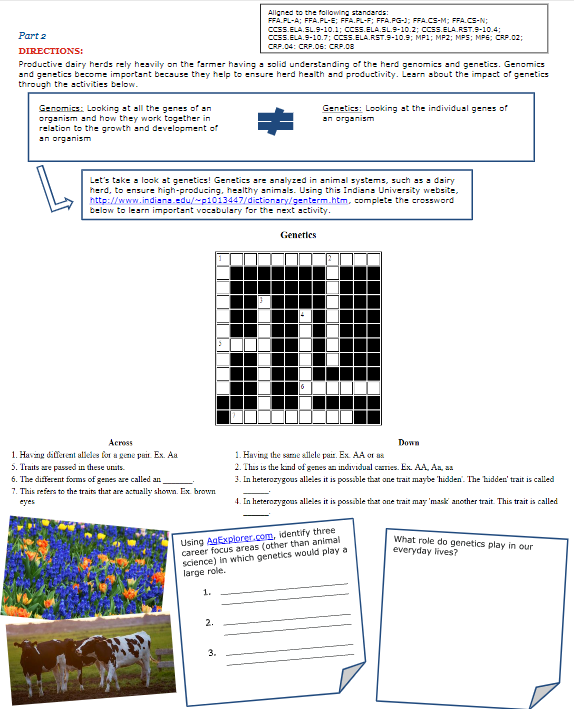 Aligned to the following standards:
FFA.PL-A; FFA.PL-E; FFA.PL-F; FFA.PG-J; FFA.CS-M; FFA.CS-N;
CCSS.ELA.SL.9-10.1; CCSS.ELA.SL.9-10.2; CCSS.ELA.RST.9-10.4;
CCSS.ELA.9-10.7; CCSS.ELA.RST.9-10.9; MP1; MP2; MP5; MP6; CRP.02;
CRP.04; CRP.06; CRP.08
Part 2
DIRECTIONS:
Productive dairy herds rely heavily on the farmer having a solid understanding of the herd genomics and genetics. Genomics
and genetics become important because they help to ensure herd health and productivity. Learn about the impact of genetics
through the activities below.
Genomics: Looking at all the genes of an
organism and how they work together in
relation to the growth and development of
an organism
Genetics: Looking at the individual genes of
an organism
Let's take a look at genetics! Genetics are analyzed in animal systems, such as a dairy
herd, to ensure high-producing, healthy animals. Using this Indiana University website,
http://www.indiana.edu/~p1013447/dictionary/genterm.htm, complete the crossword
below to learn important vocabulary for the next activity.
Genetics
1 2
3
4
5
6
7
Across
1. Having different alleles for a gene pair. Ex. Aa
5. Traits are passed in these units.
6. The different forms of genes are called an _______.
7. This refers to the traits that are actually shown. Ex. brown
eyes
Down
1. Having the same allele pair. Ex. AA or aa
2. This is the kind of genes an individual carries. Ex. AA, Aa, aa
3. In heterozygous alleles it is possible that one trait maybe 'hidden'. The 'hidden' trait is called
______.
4. In heterozygous alleles it is possible that one trait may 'mask' another trait. This trait is called
______.
Using AgExplorer.com, identify three
career focus areas (other than animal
science) in which genetics would play a
large role.
1.
2.
3.
What role do genetics play in our
everyday lives?